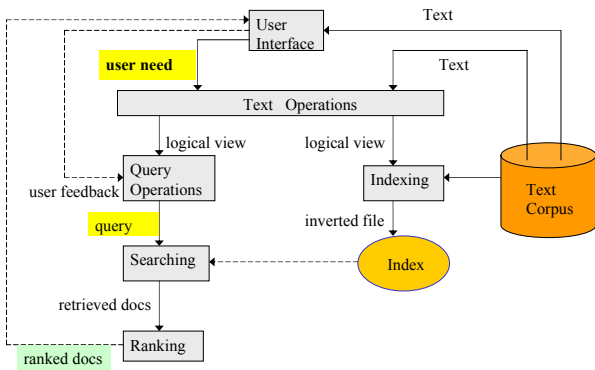 User
Interface
Text
user need
Text
Text Operations
logical view
logical view
Query
Operations
Indexing
user feedback
Text
Corpus
query
inverted file
Searching
Index
retrieved docs
Ranking
ranked docs